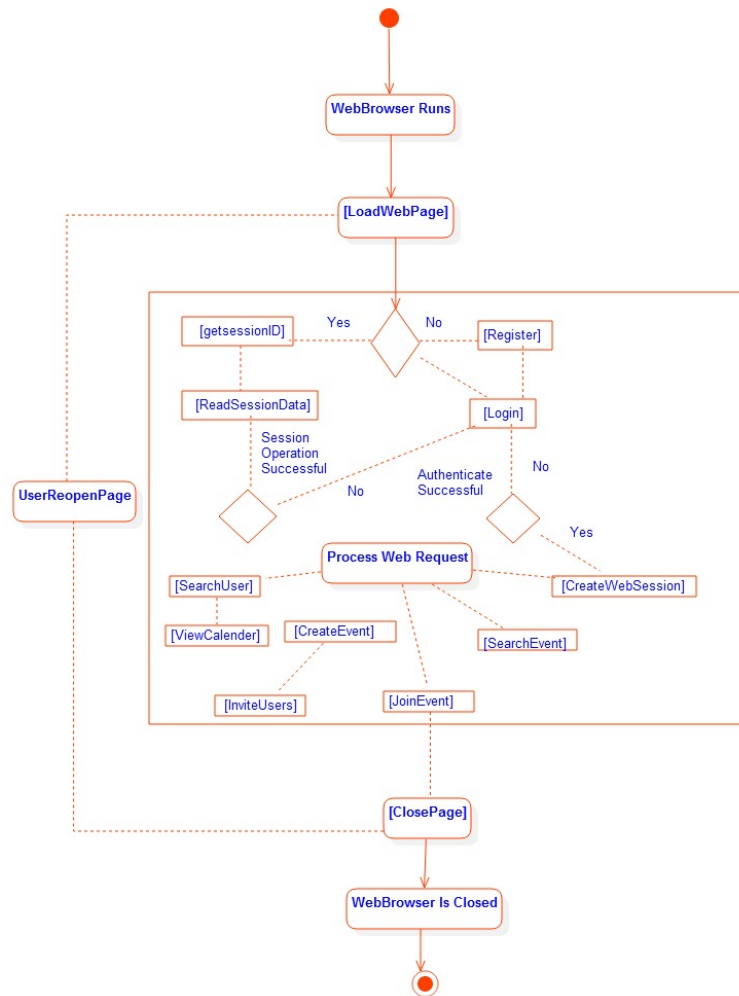 WebBrowser Runs
[LoadWebPage]
Yes
No
[getsessionID]
[Register]
[ReadSessionData]
[Login]
Session
Operation
Successful
No
Authenticate
Successful
No
UserReopenPage
Yes
Process Web Request
[SearchUser]
[CreateWebSession]
[ViewCalender]
[CreateEvent]
[SearchEvent]
[InviteUsers]
[JoinEvent]
[ClosePage]
WebBrowser Is Closed